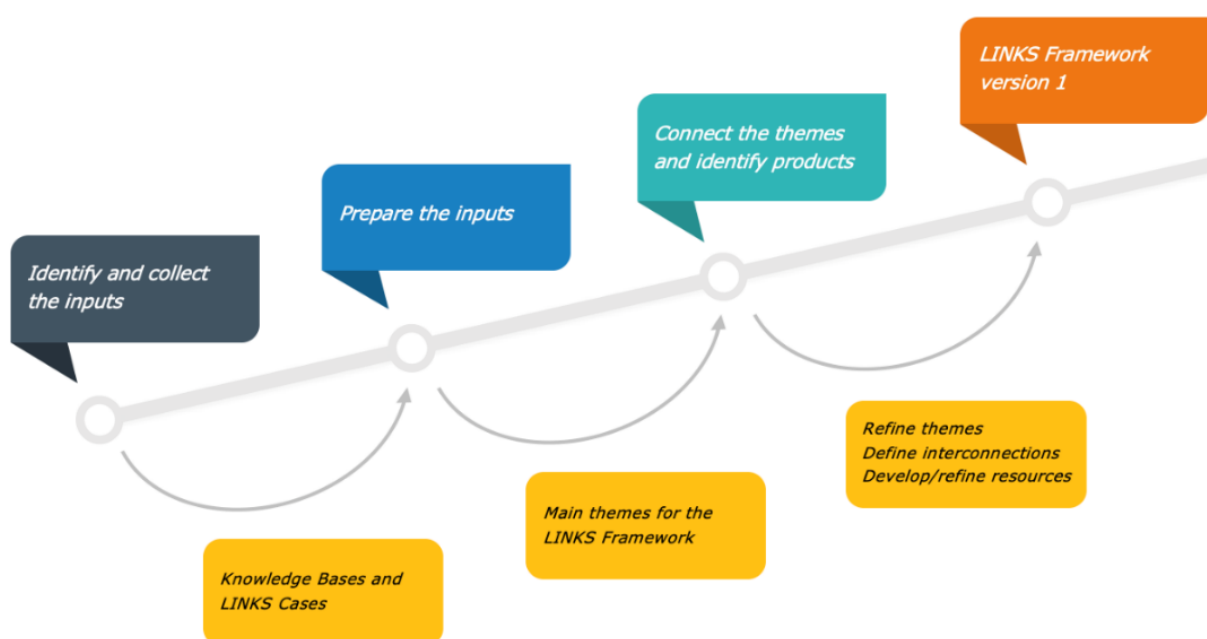 LINKS Framework
version 1
Connect the themes
and identify products
Prepare the inputs
Identify and collect
the inputs
Refine themes
Define interconnections
Develop/refine resources
Main themes for the
LINKS Framework
Knowledge Bases and
LINKS Cases